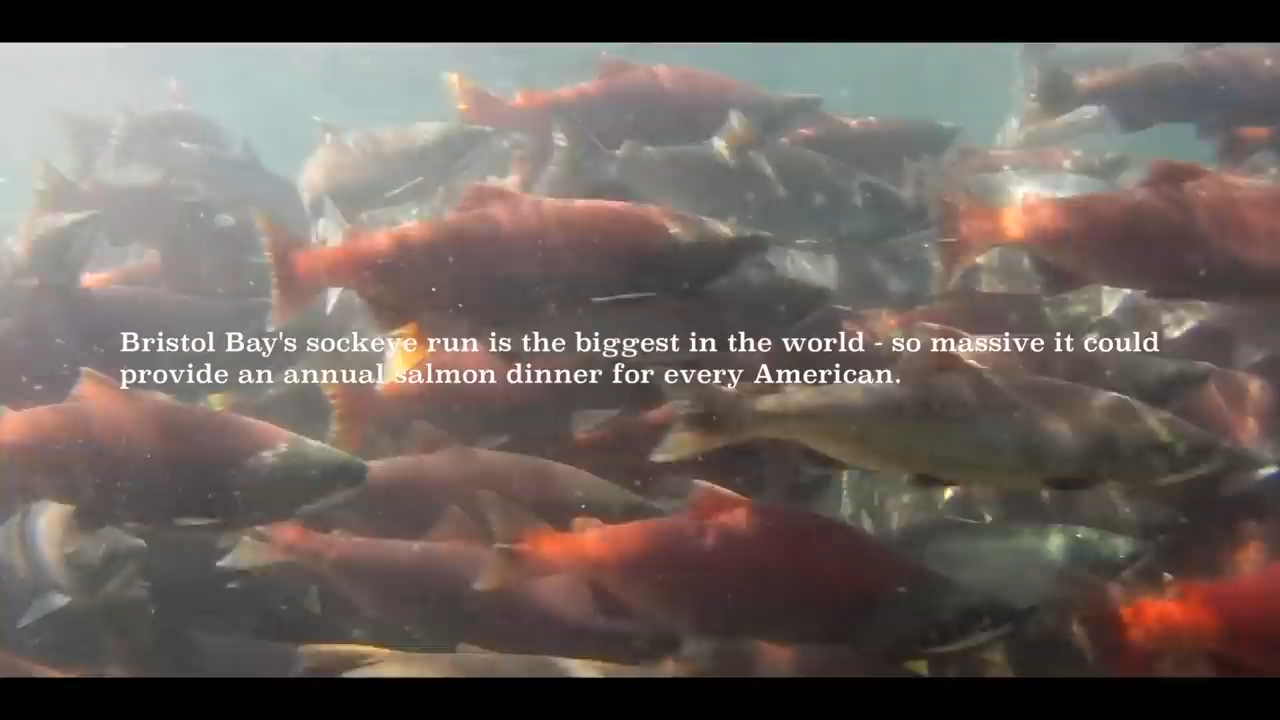 Bristol Bay's sockeye run is the biggest in the world - so massive it could
provide an annual salmon dinner for every American.